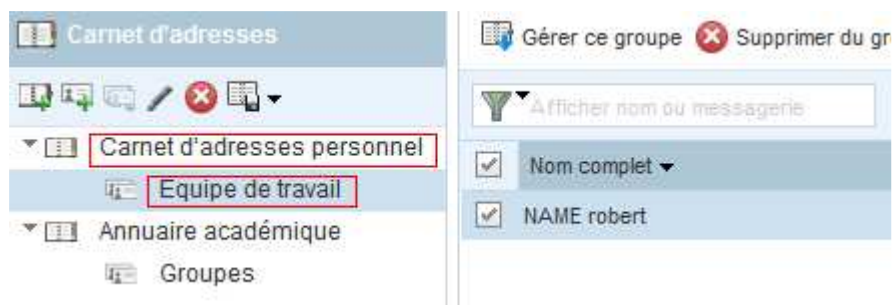 Carnet d'adresses
Carnet d'adresses personnel
Equipe de travail
Annuaire académique
Groupes
Gérer ce groupe Supprimer du gr
Afficher nom ou messagerie
Nom complet
NAME robert